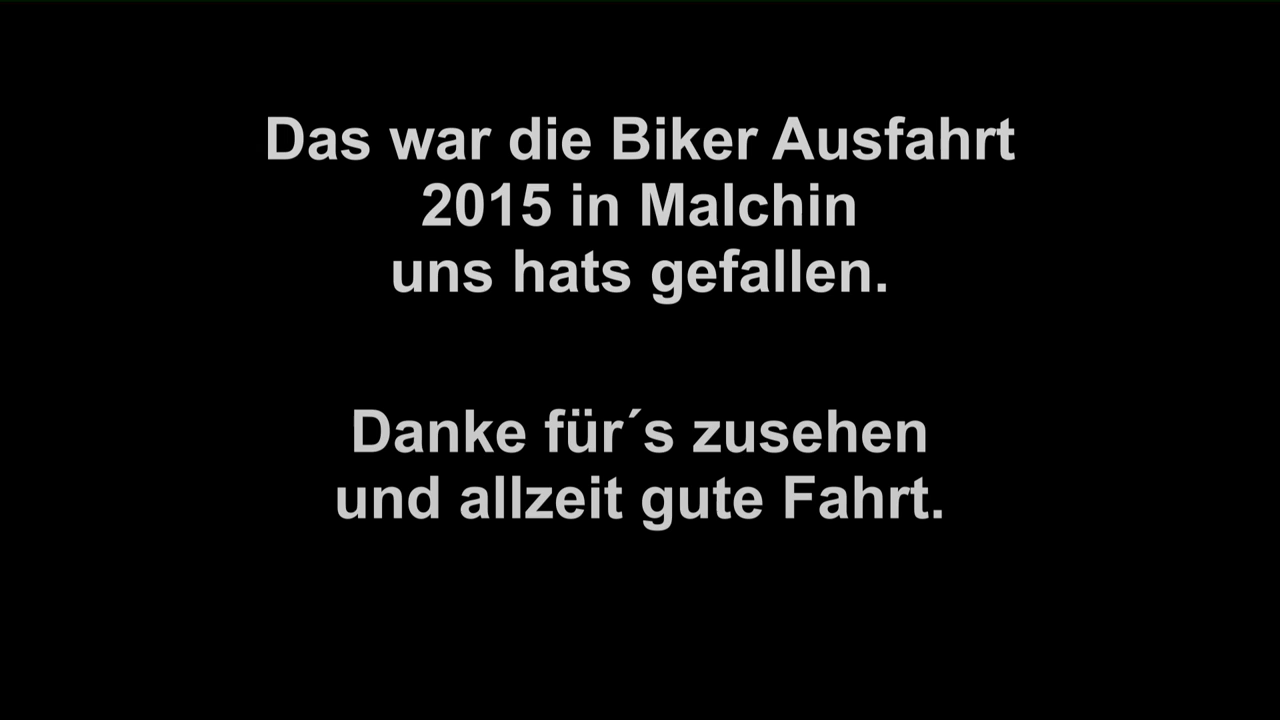 Das war die Biker Ausfahrt
2015 in Malchin
uns hats gefallen.
Danke für´s zusehen
und allzeit gute Fahrt.